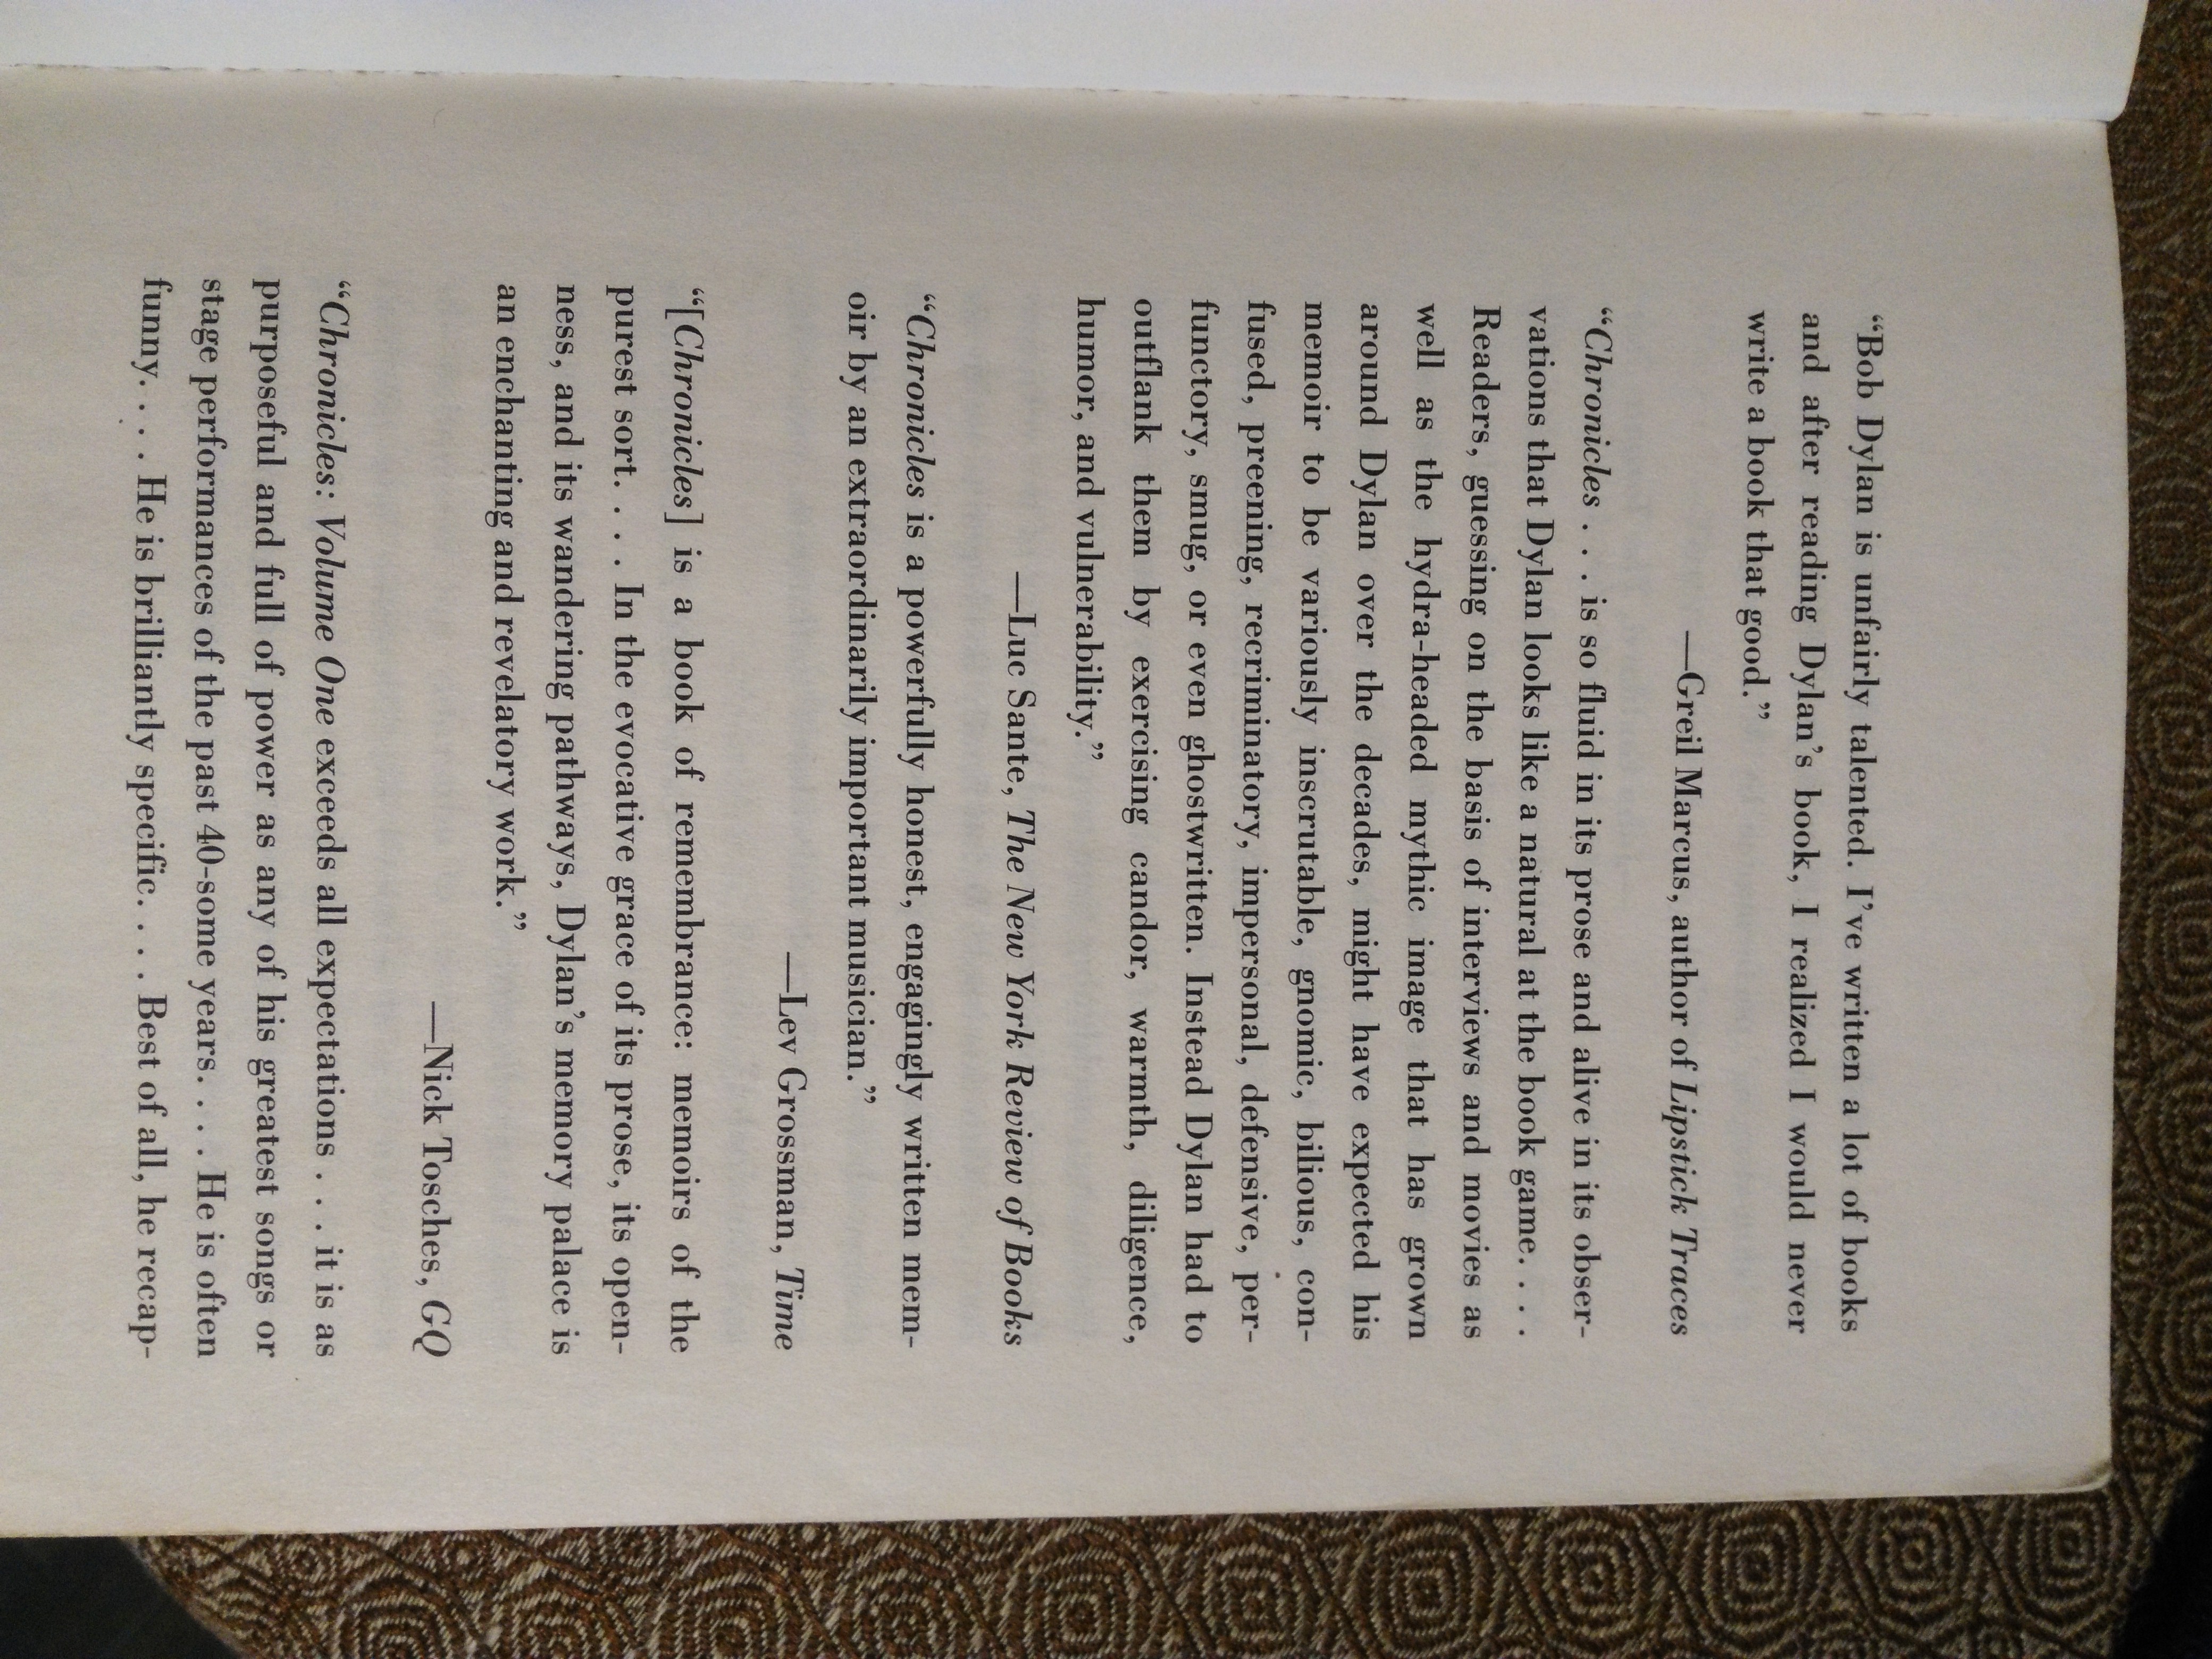 “Bob Dylan is unfairly talented. I’ve written a lot of books
and after reading Dylan’s book, I realized I would never
write a book that good.”
—Greil Marcus, author of Lipstick Traces
“Chronicles . . . is so fluid in its prose and alive in its obser-
vations that Dylan looks like a natural at the book game. . . .
Readers, guessing on the basis of interviews and movies as
well as the hydra-headed mythic image that has grown
around Dylan over the decades, might have expected his
memoir to be variously inscrutable, gnomic, bilious, con-
fused, preening, recriminatory, impersonal, defensive, per-
functory, smug, or even ghostwritten. Instead Dylan had to
outflank them by exercising candor, warmth, diligence,
humor, and vulnerability.”
—Luc Sante, The New York Review of Books
“Chronicles is a powerfully honest, engagingly written mem-
oir by an extraordinarily important musician.”
—Lev Grossman, Time
“[Chronicles] is a book of remembrance: memoirs of the
purest sort. . . . In the evocative grace of its prose, its open-
ness, and its wandering pathways, Dylan’s memory palace is
an enchanting and revelatory work.”
—Nick Tosches, GQ
“Chronicles: Volume One exceeds all expectations . . . it is as
purposeful and full of power as any of his greatest songs or
stage performances of the past 40-some years. . . . He is often
funny. . . . He is brilliantly specific. . . . Best of all, he recap-